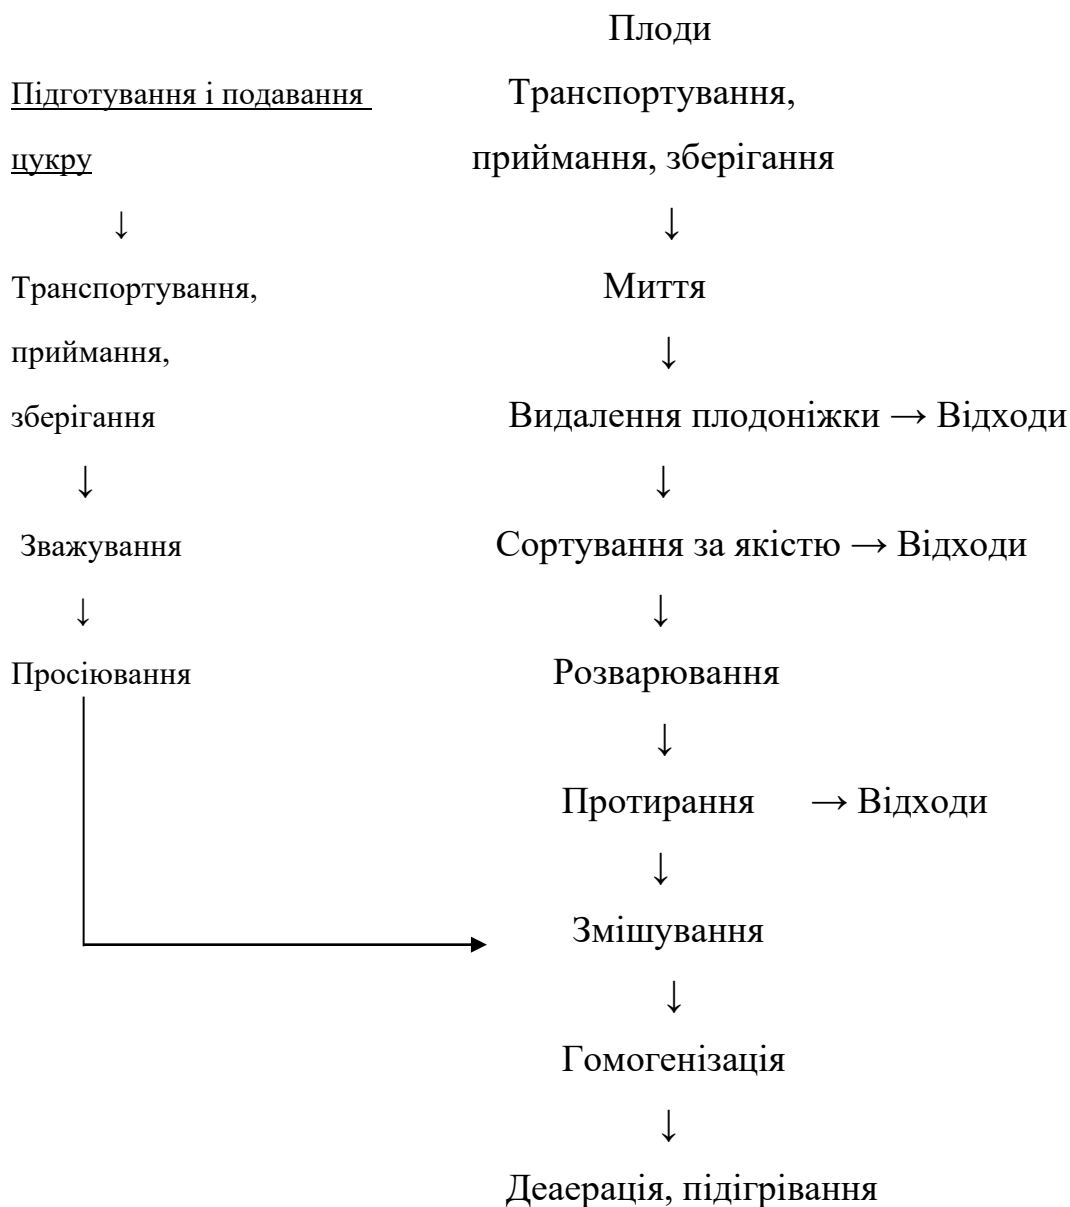 Плоди
Підготування і подавання Транспортування,
цукру приймання, зберігання
↓ ↓
Транспортування, Миття
приймання, ↓
зберігання Видалення плодоніжки → Відходи
↓ ↓
Зважування Сортування за якістю → Відходи
↓ ↓
Просіювання Розварювання
↓
Протирання → Відходи
↓
Змішування
↓
Гомогенізація
↓
Деаерація, підігрівання